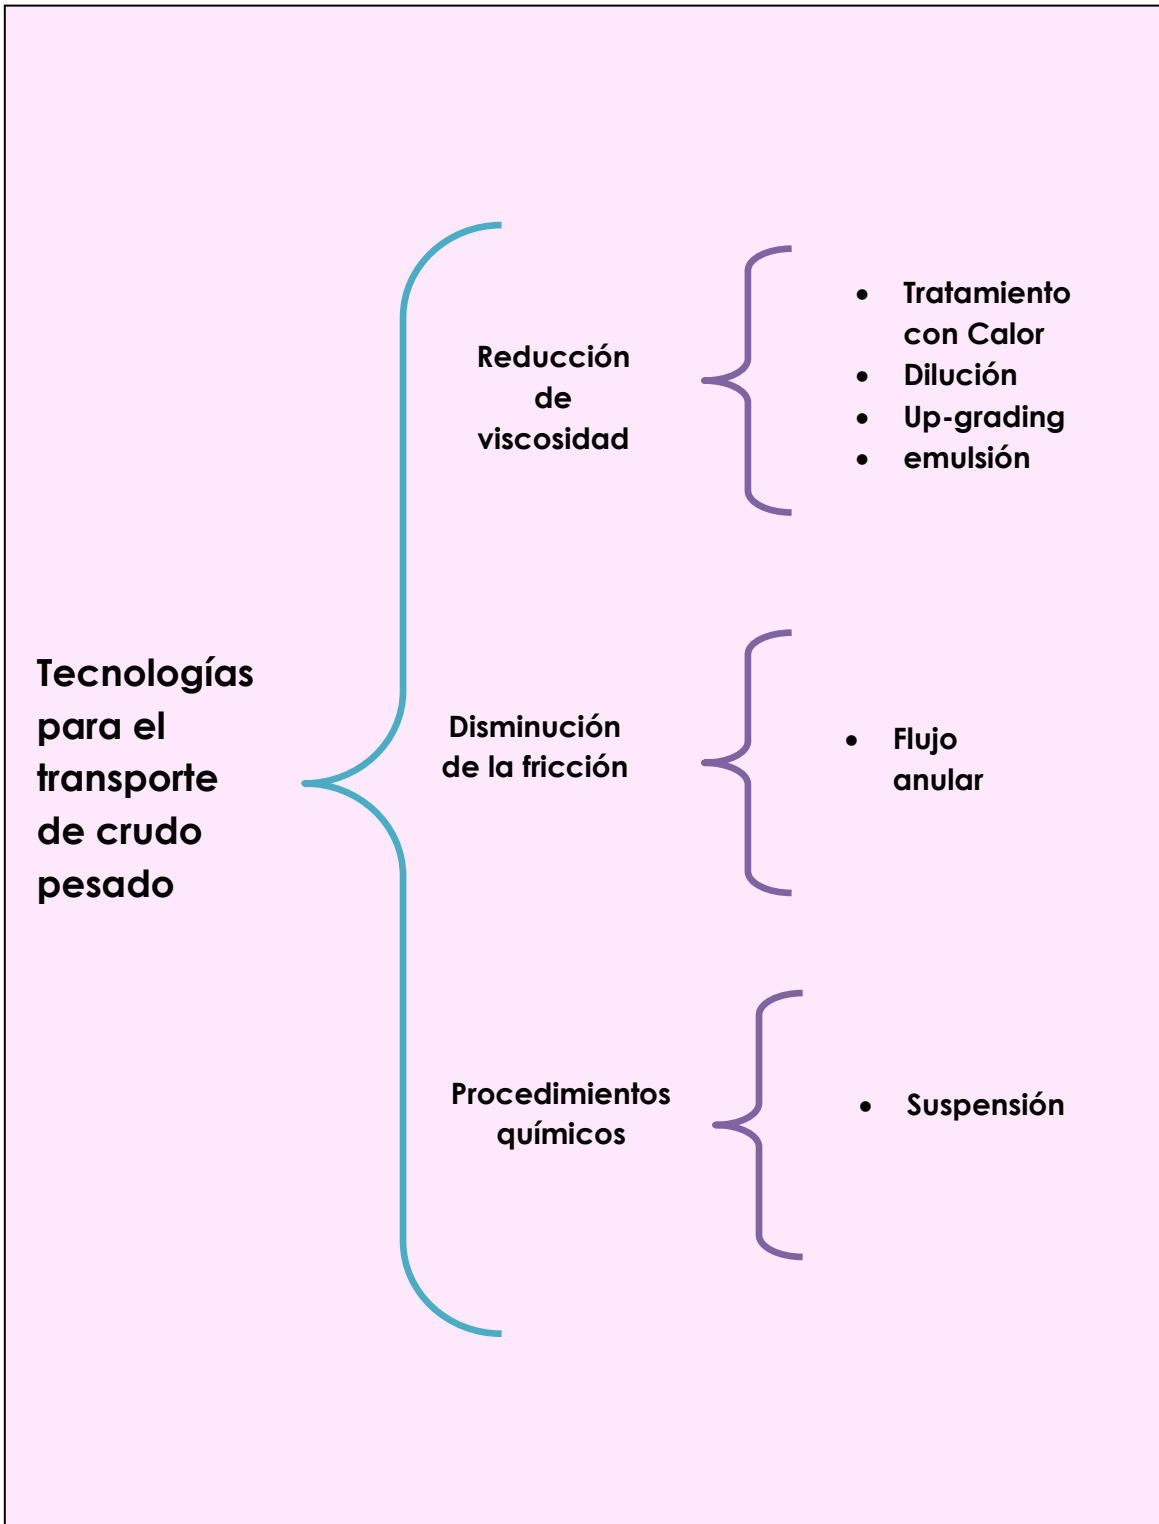 Tecnologías
para el
transporte
de crudo
pesado
Reducción
de
viscosidad
• Tratamiento
con Calor
• Dilución
• Up-grading
• emulsión
Disminución
de la fricción
• Flujo
anular
Procedimientos
químicos
• Suspensión